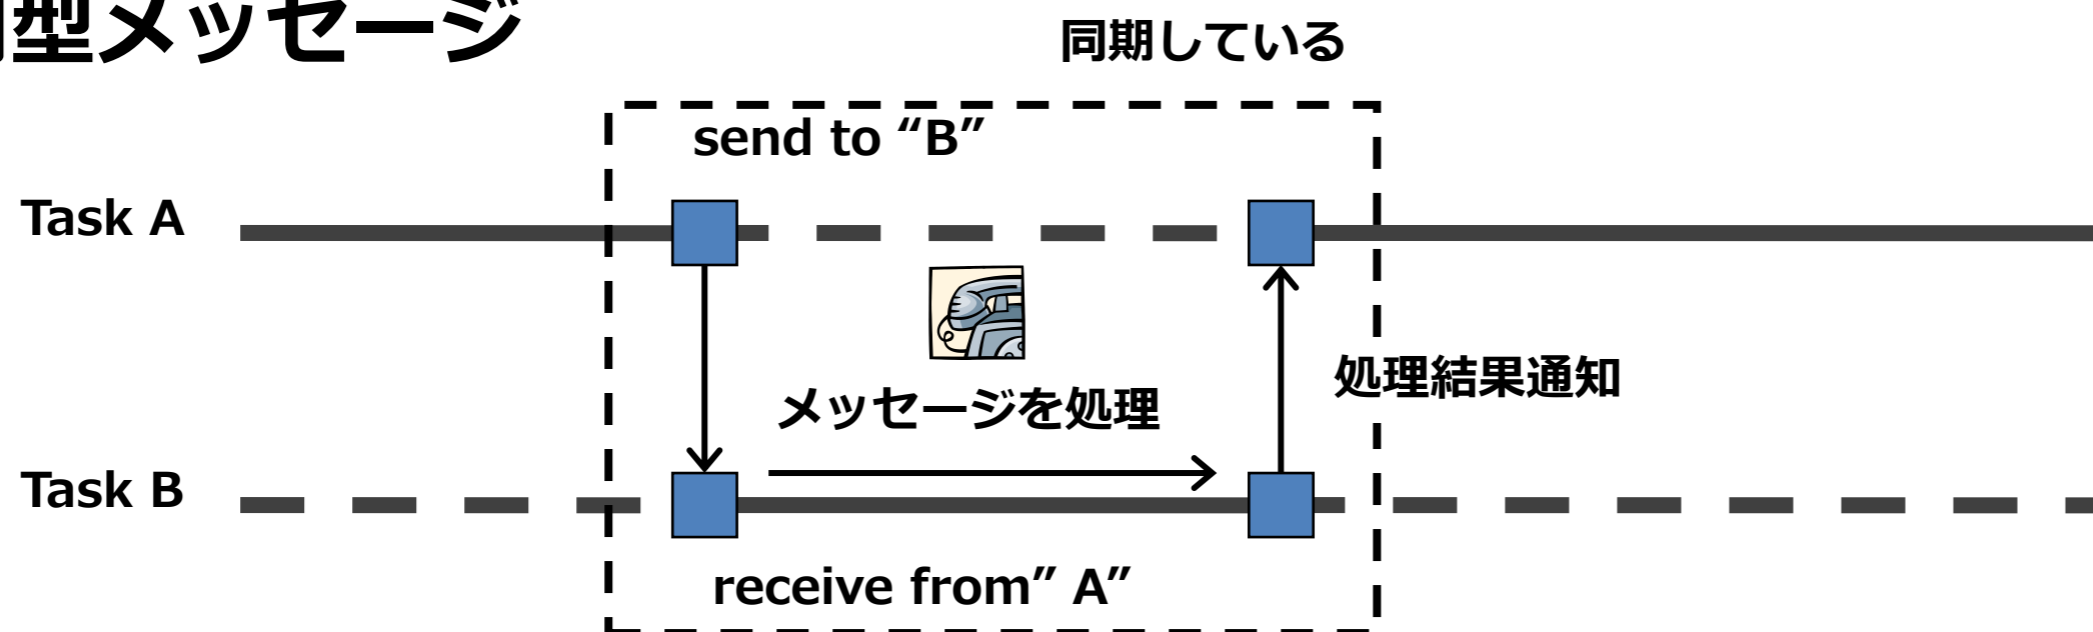 型メッセージ
同期している
send to “B”
Task A
メッセージを処理
処理結果通知
Task B
receive from” A”